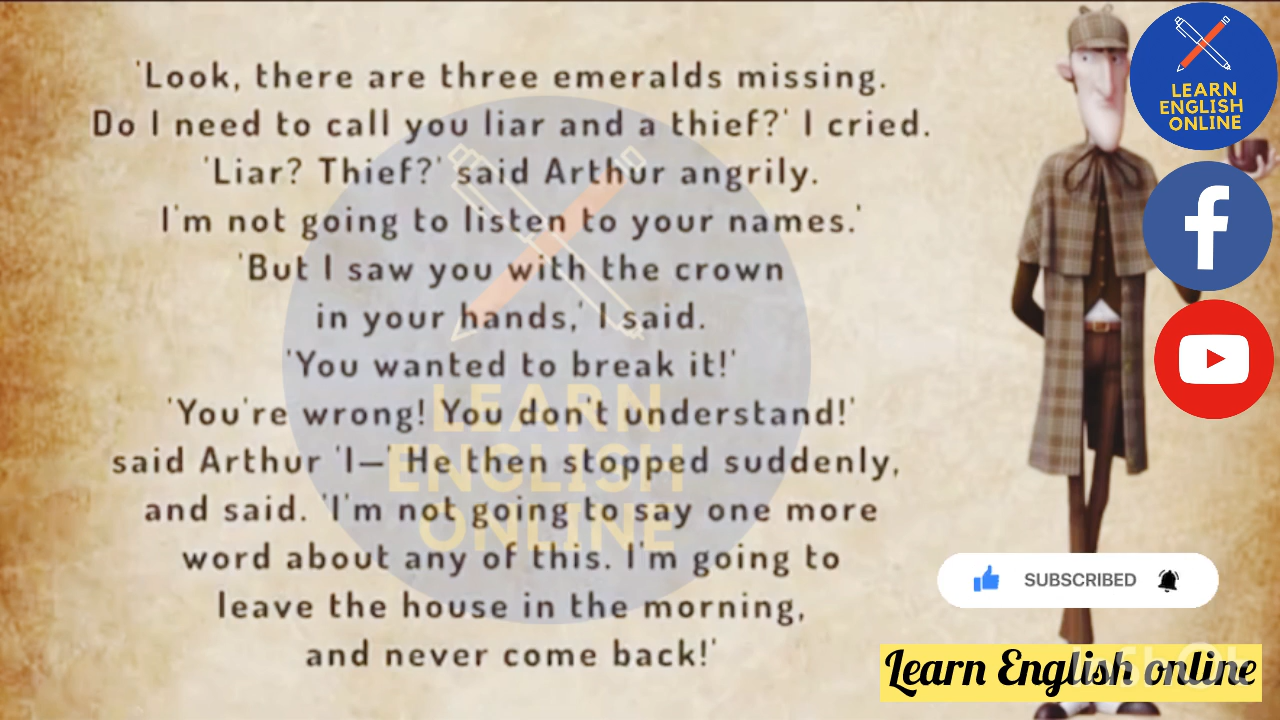 'Look, there are three emeralds missing.
Do I need to call you liar and a thief?' I cried.
'Liar? Thief?' said Arthur angrily.
I'm not going to listen to your names.'
'But I saw you with the crown
in your hands,' I said.
'You wanted to break it!'
'You're wrong! You don't understand!'
said Arthur 'I—' He then stopped suddenly,
and said. 'I'm not going to say one more
word about any of this. I'm going to
leave the house in the morning,
and never come back!'
LEARN
ENGLISH
ONLINE
LEARN
ENGLISH
ONLINE
SUBSCRIBED
Learn English online